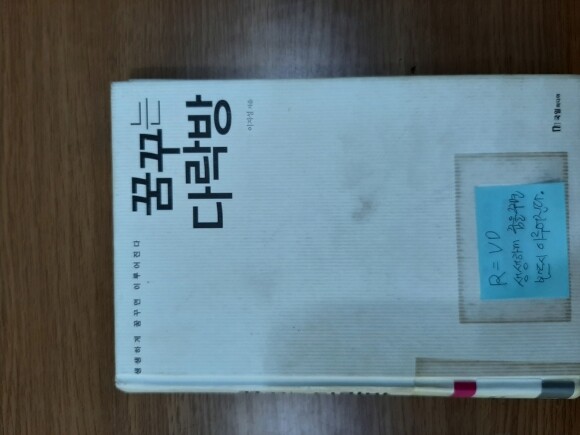 생생하게 꿈꾸면 이루어진다
꿈꾸는
다락방
이지성 지음
R = VD
생생하게 꿈을꾸면
반드시 이루어진다.
국일미디어